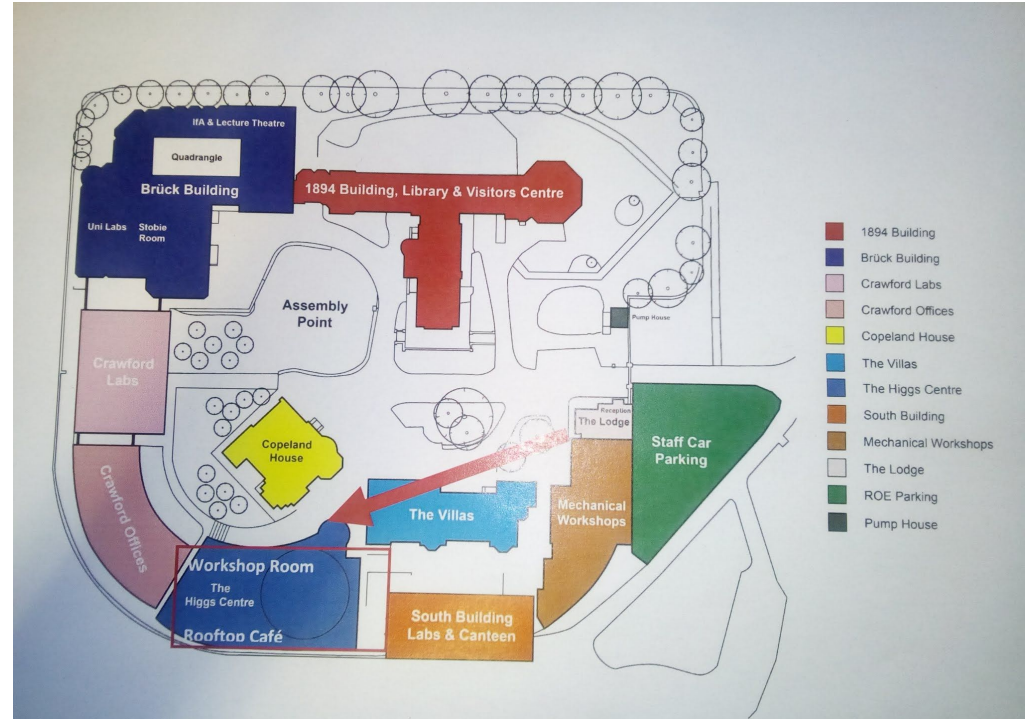 IfA & Lecture Theatre
Quadrangle
Brück Building
Uni Labs
Stobie
Room
1894 Building, Library & Visitors Centre
Assembly
Point
Pump House
Crawford
Labs
Copeland
House
Reception
The Lodge
Staff Car
Parking
Crawford Offices
The Villas
Mechanical
Workshops
Workshop Room
The
Higgs Centre
Rooftop Café
South Building
Labs & Canteen
1894 Building
Brück Building
Crawford Labs
Crawford Offices
Copeland House
The Villas
The Higgs Centre
South Building
Mechanical Workshops
The Lodge
ROE Parking
Pump House